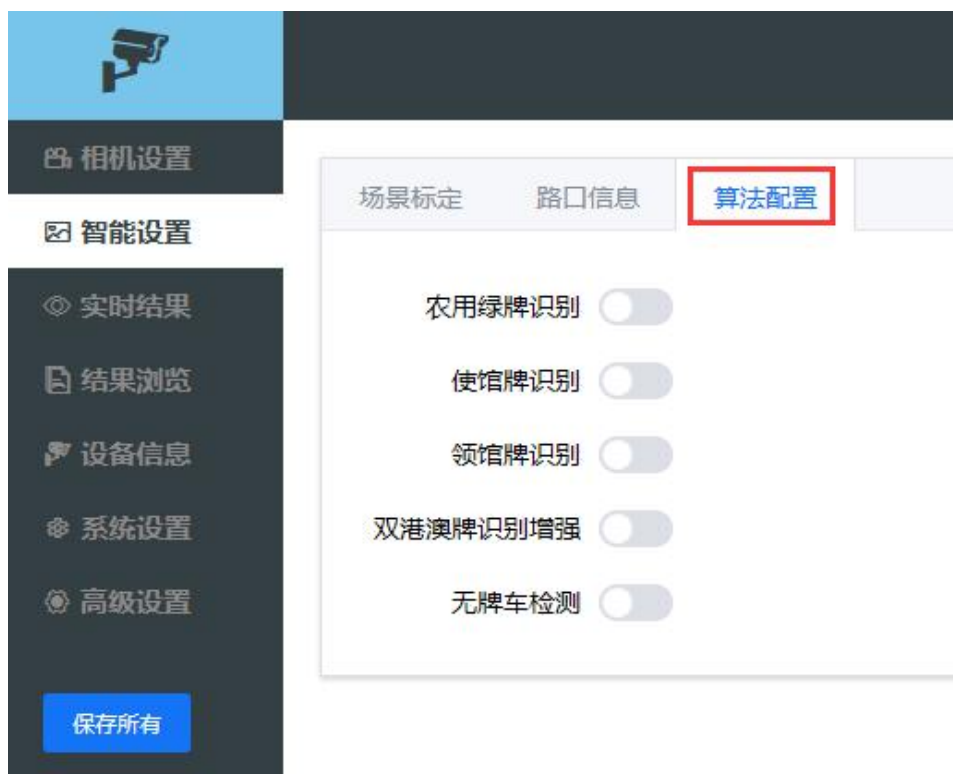 相机设置
智能设置
实时结果
结果浏览
设备信息
系统设置
高级设置
保存所有
场景标定 路口信息 算法配置
农用绿牌识别
使馆牌识别
领馆牌识别
双港澳牌识别增强
无牌车检测